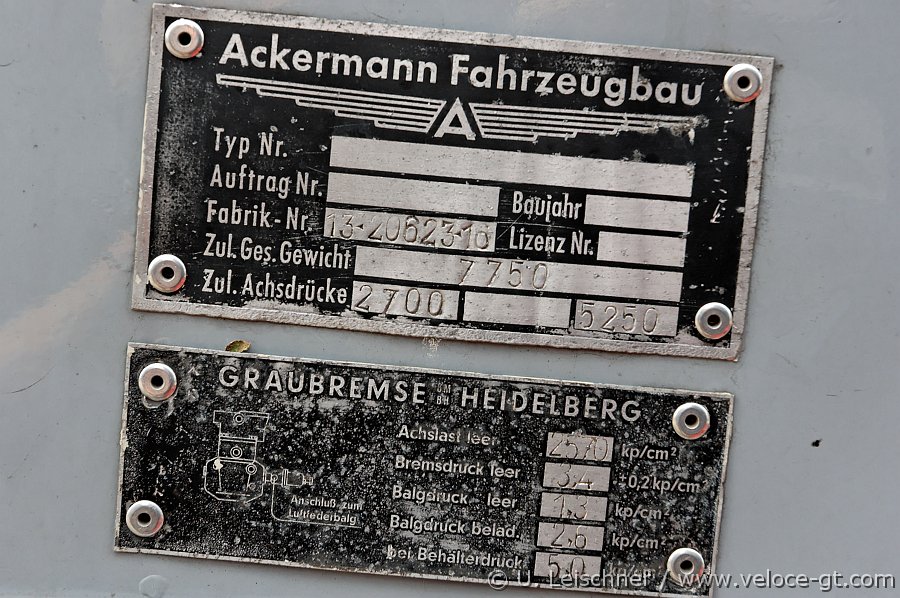 Ackermann Fahrzeugbau
A
Typ Nr.
Auftrag Nr. Baujahr
Fabrik-Nr. 13-20623-10 Lizenz Nr.
Zul. Ges. Gewicht 7750
Zul. Achsdrücke 2700 5250
GRAUBREMSE HEIDELBERG
Achslast leer 2570 kp/cm²
Bremsdruck leer 3,4 ±0,2 kp/cm²
Balgdruck leer 1,3 kp/cm²
Balgdruck belad. 2,6 kp/cm²
bei Behälterdruck 5,0
Anschluß zum
Luftfederbalg
© U. Leischner / www.veloce-gt.com